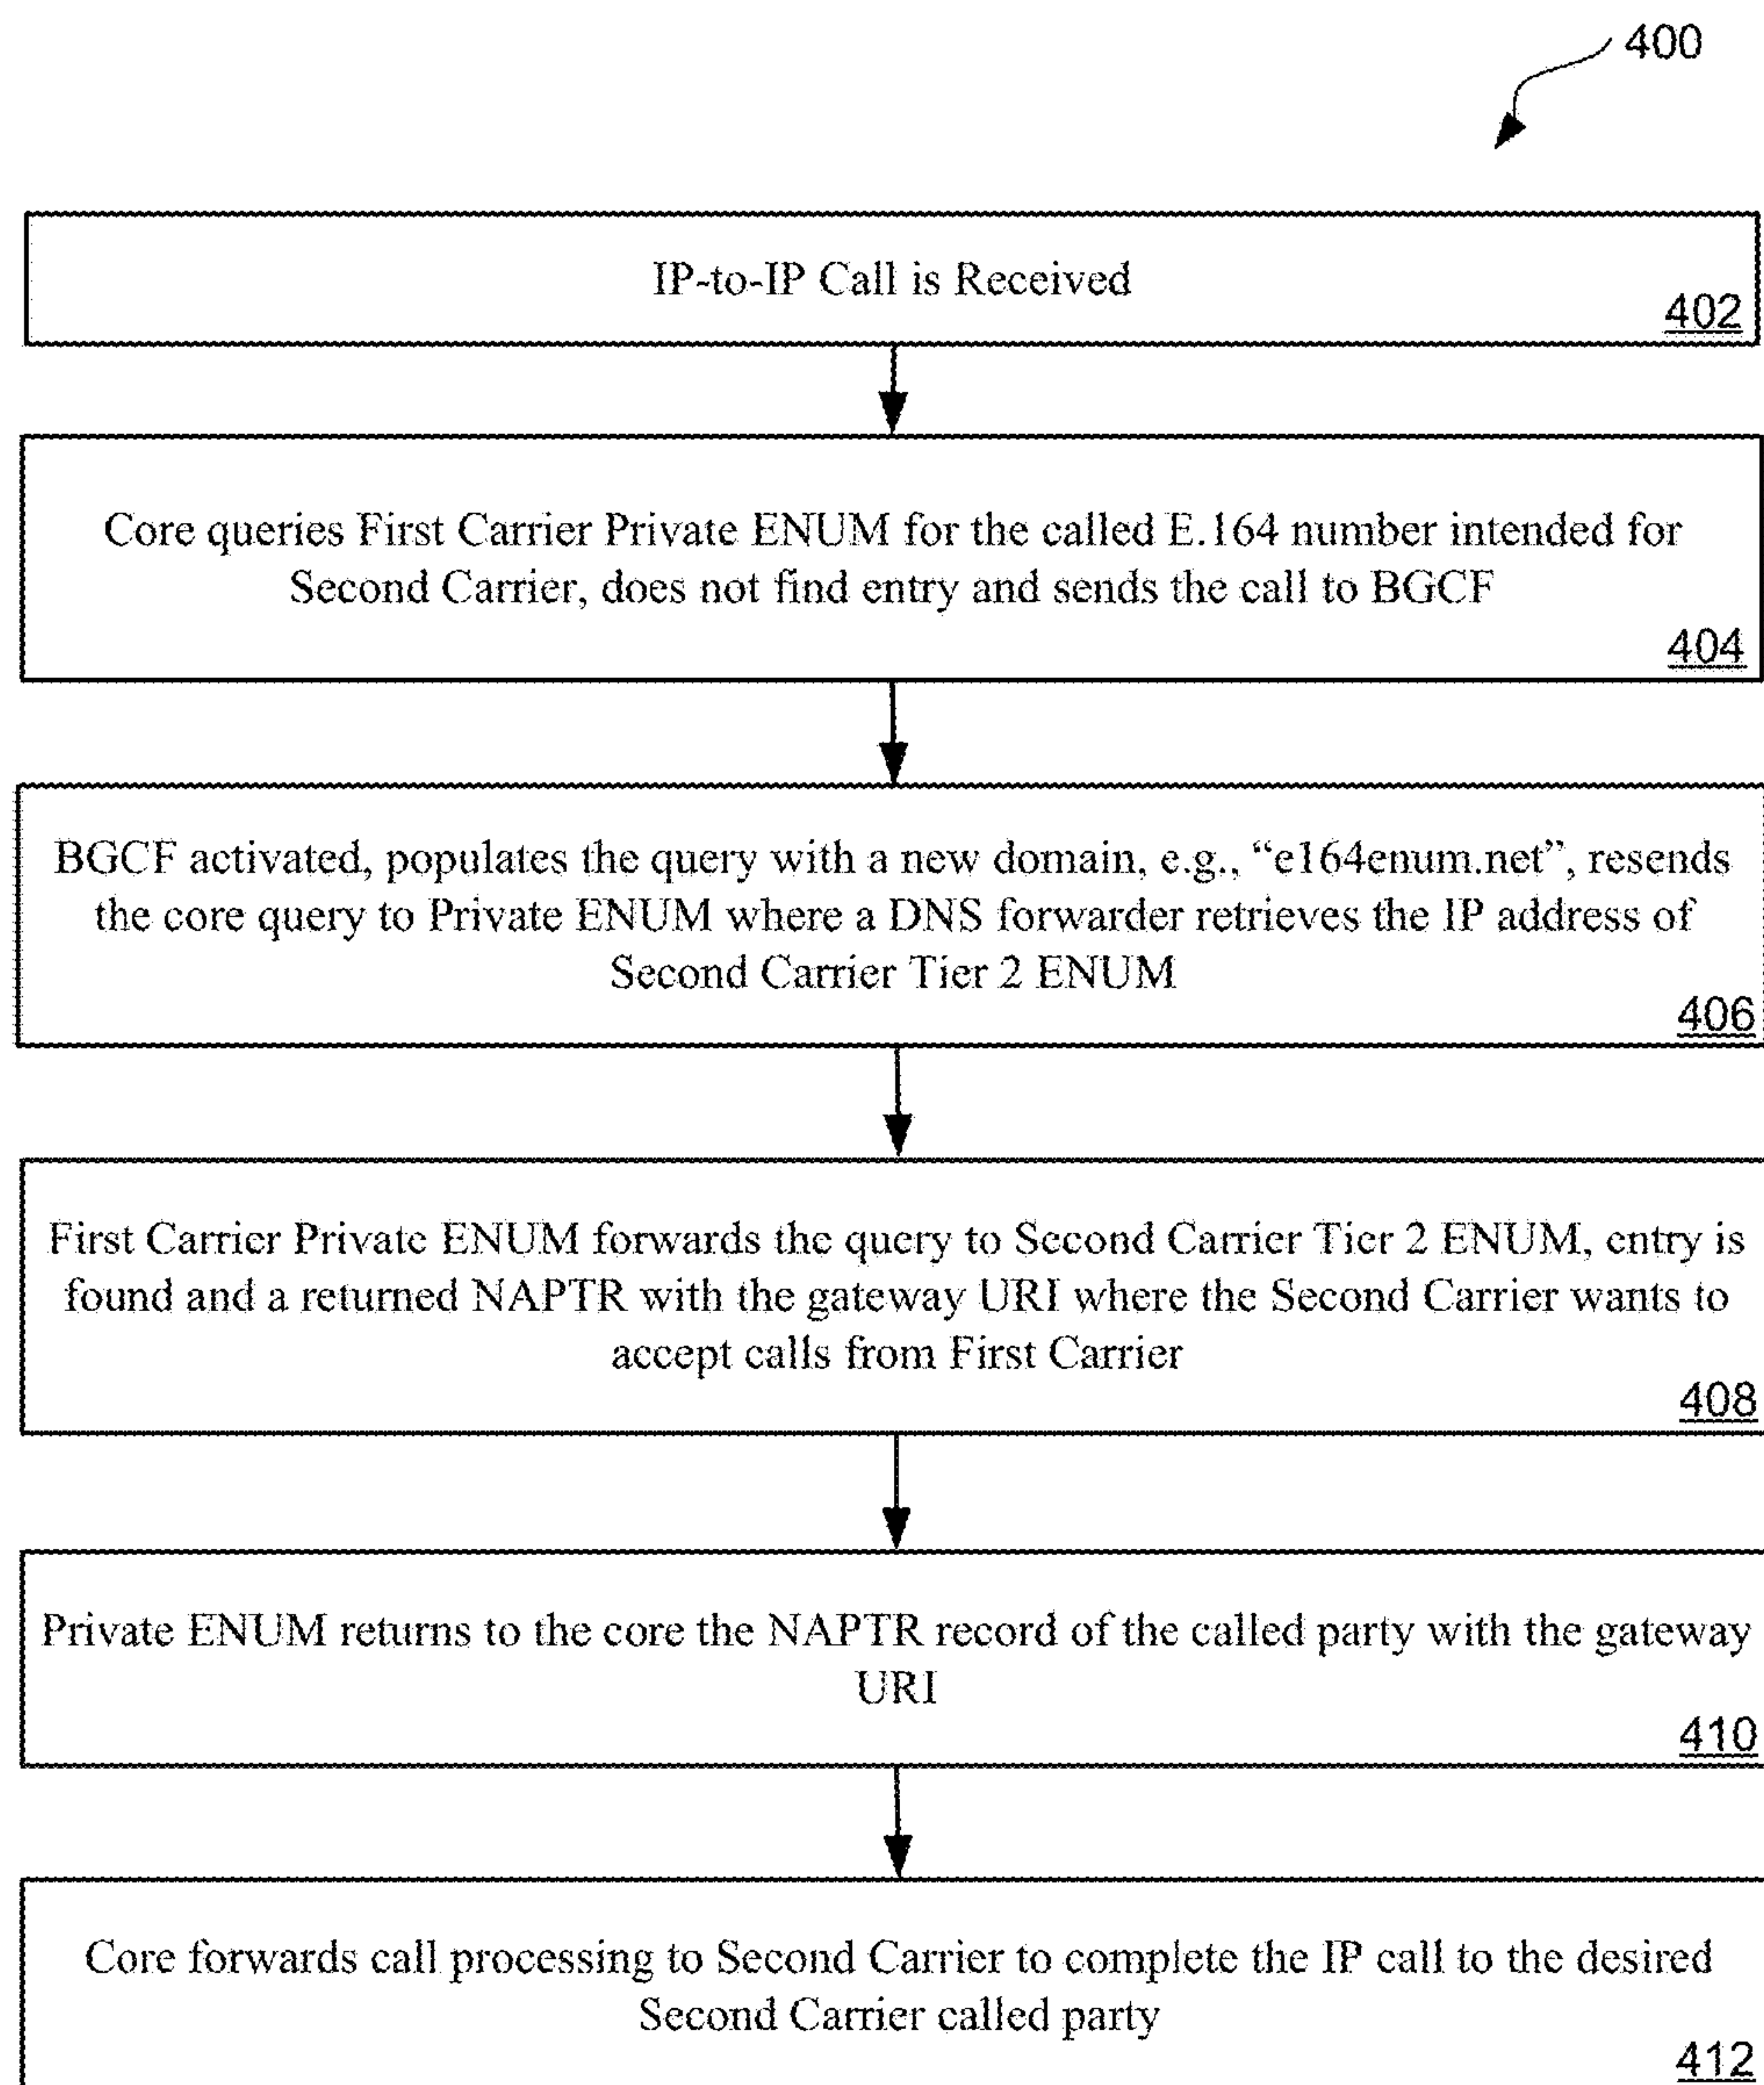 400
IP-to-IP Call is Received
402
Core queries First Carrier Private ENUM for the called E.164 number intended for
Second Carrier, does not find entry and sends the call to BGCF
404
BGCF activated, populates the query with a new domain, e.g., “e164enum.net”, resends
the core query to Private ENUM where a DNS forwarder retrieves the IP address of
Second Carrier Tier 2 ENUM
406
First Carrier Private ENUM forwards the query to Second Carrier Tier 2 ENUM, entry is
found and a returned NAPTR with the gateway URI where the Second Carrier wants to
accept calls from First Carrier
408
Private ENUM returns to the core the NAPTR record of the called party with the gateway
URI
410
Core forwards call processing to Second Carrier to complete the IP call to the desired
Second Carrier called party
412